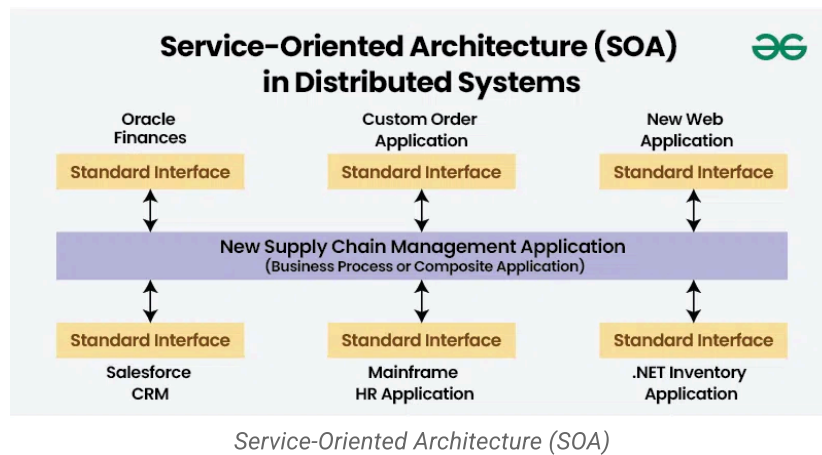 Service-Oriented Architecture (SOA)
in Distributed Systems
Oracle
Finances
Custom Order
Application
New Web
Application
Standard Interface
Standard Interface
Standard Interface
New Supply Chain Management Application
(Business Process or Composite Application)
Standard Interface
Standard Interface
Standard Interface
Salesforce
CRM
Mainframe
HR Application
.NET Inventory
Application
Service-Oriented Architecture (SOA)